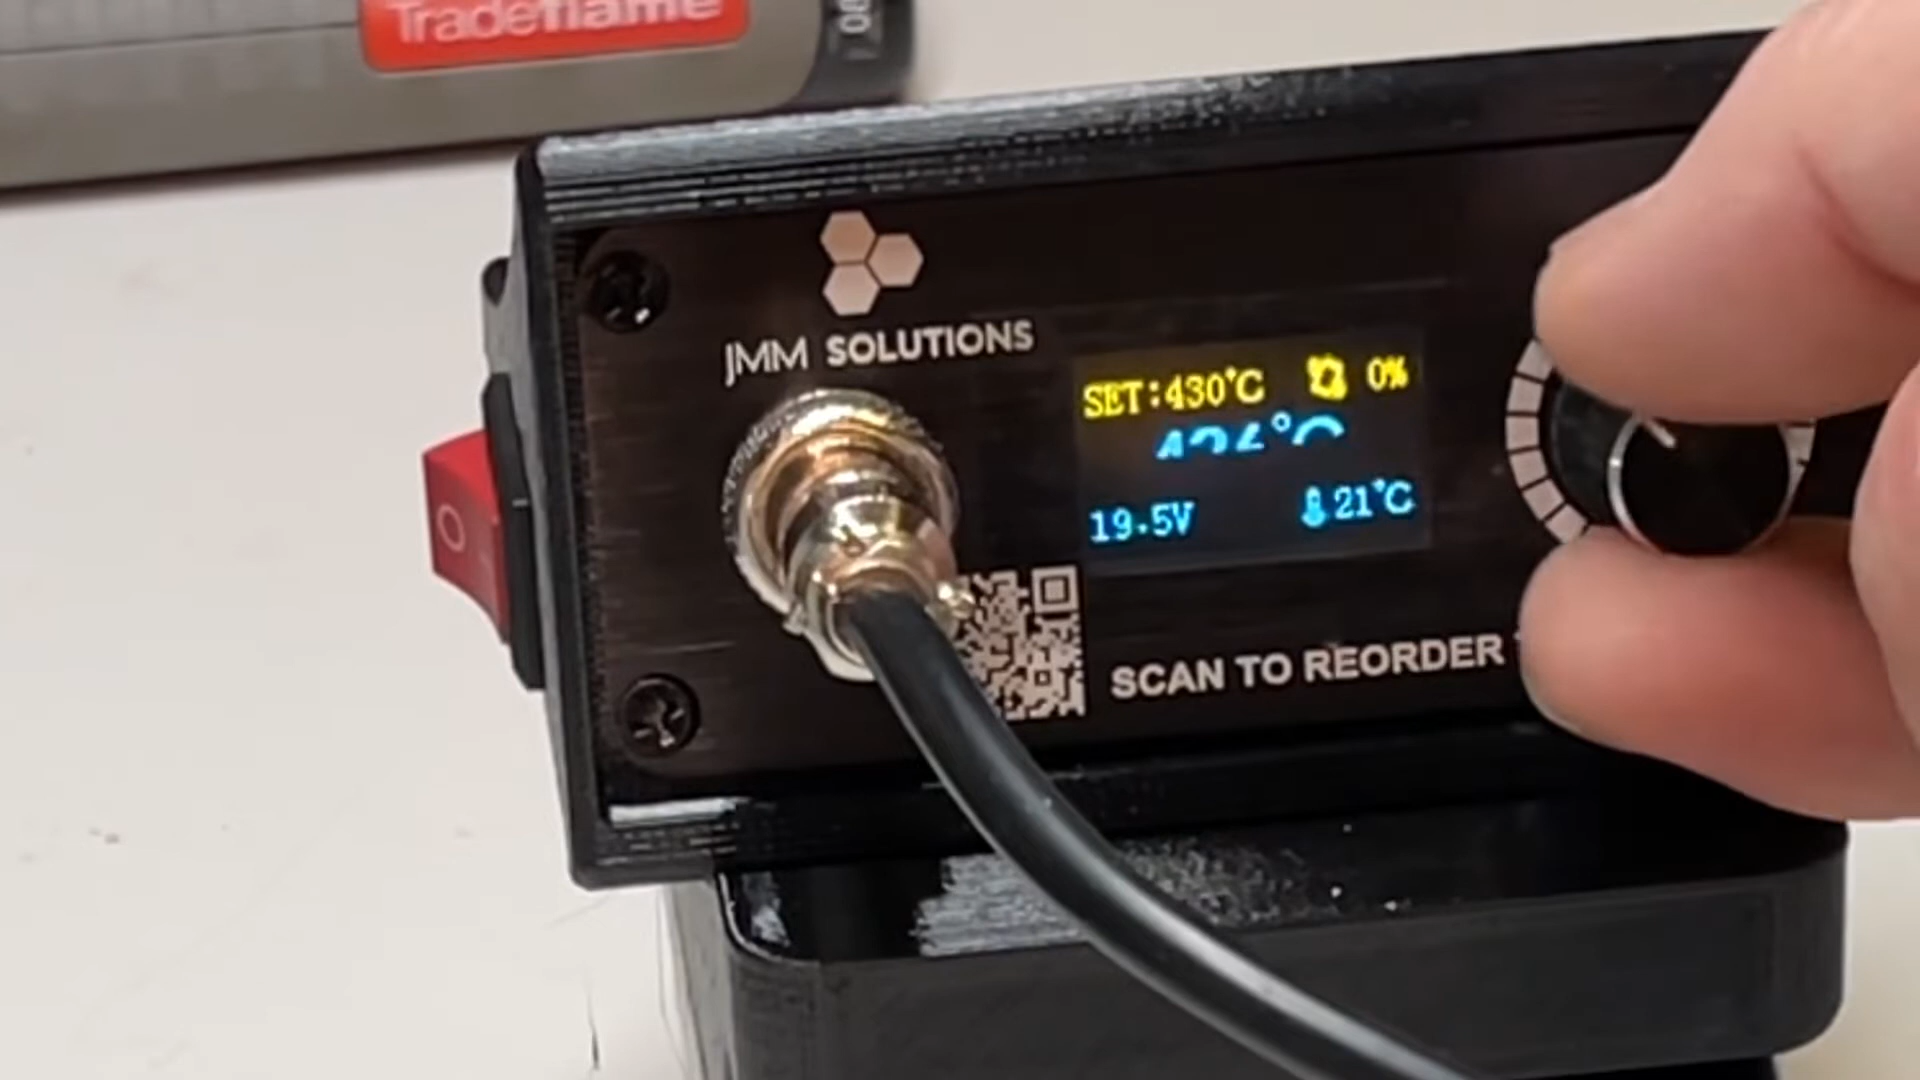 Tradeflame
JMM SOLUTIONS
SET:430°C 0%
19.5V 21°C
SCAN TO REORDER